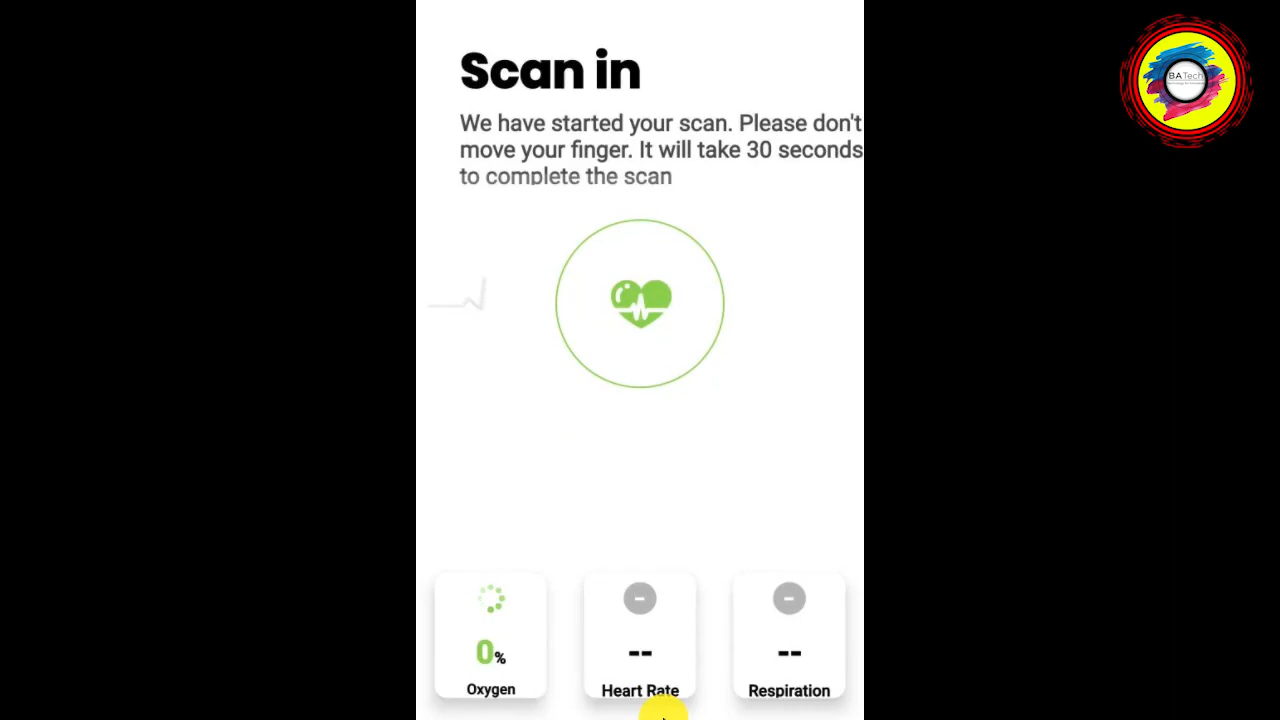 Scan in
We have started your scan. Please don't
move your finger. It will take 30 seconds
to complete the scan
BATech
0%
--
--
Oxygen
Heart Rate
Respiration